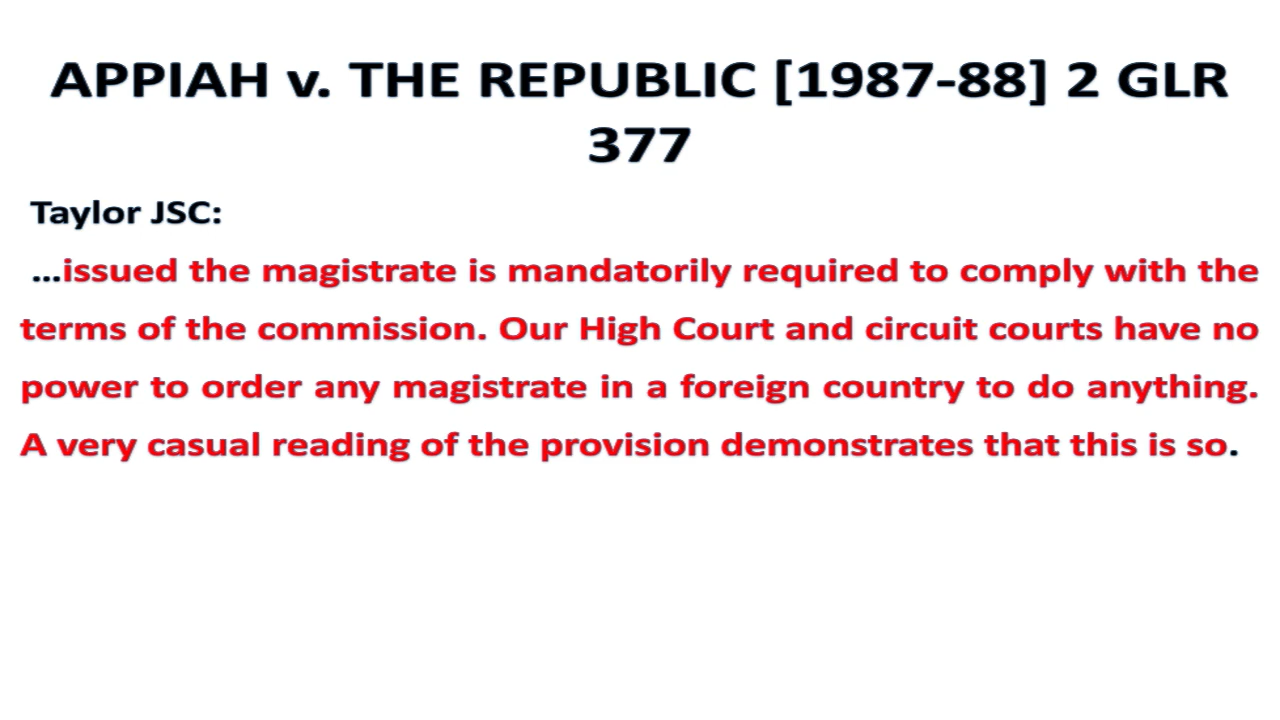 APPIAH v. THE REPUBLIC [1987-88] 2 GLR
377
Taylor JSC:
…issued the magistrate is mandatorily required to comply with the
terms of the commission. Our High Court and circuit courts have no
power to order any magistrate in a foreign country to do anything.
A very casual reading of the provision demonstrates that this is so.